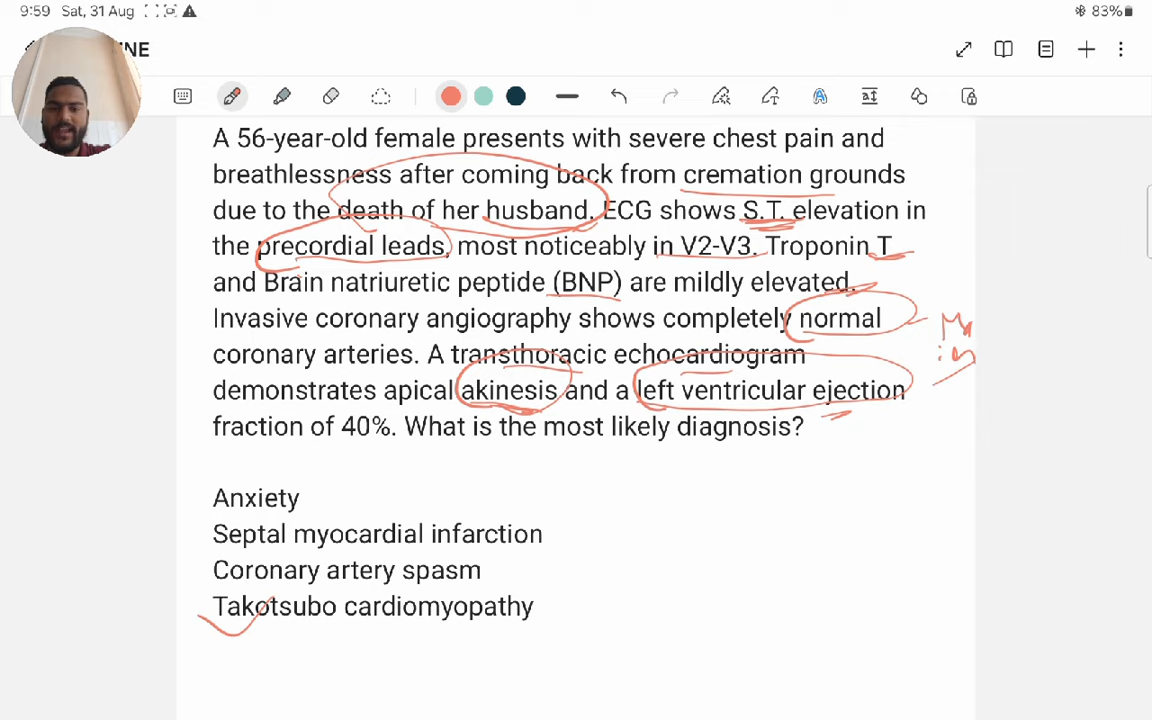 9:59 Sat, 31 Aug
83%
NE
A 56-year-old female presents with severe chest pain and
breathlessness after coming back from cremation grounds
due to the death of her husband. ECG shows S.T. elevation in
the precordial leads, most noticeably in V2-V3. Troponin T
and Brain natriuretic peptide (BNP) are mildly elevated.
Invasive coronary angiography shows completely normal
coronary arteries. A transthoracic echocardiogram
demonstrates apical akinesis and a left ventricular ejection
fraction of 40%. What is the most likely diagnosis?
Anxiety
Septal myocardial infarction
Coronary artery spasm
Takotsubo cardiomyopathy